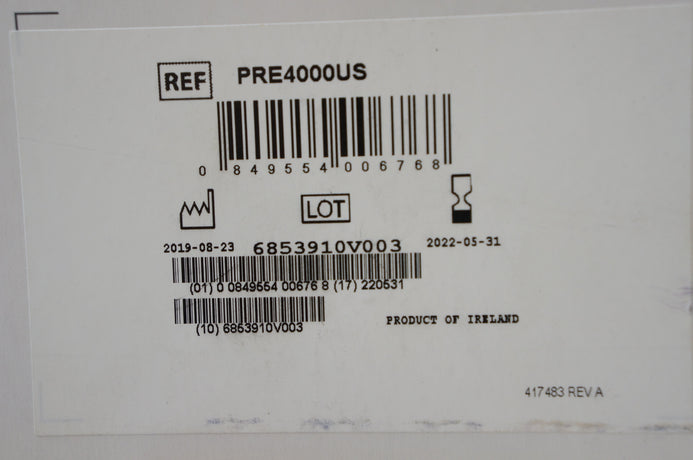 REF PRE4000US
0 849554 006768
LOT
2019-08-23 6853910V003 2022-05-31
(01) 0 0849554 00676 8 (17) 220531
(10) 6853910V003
PRODUCT OF IRELAND
417483 REV A